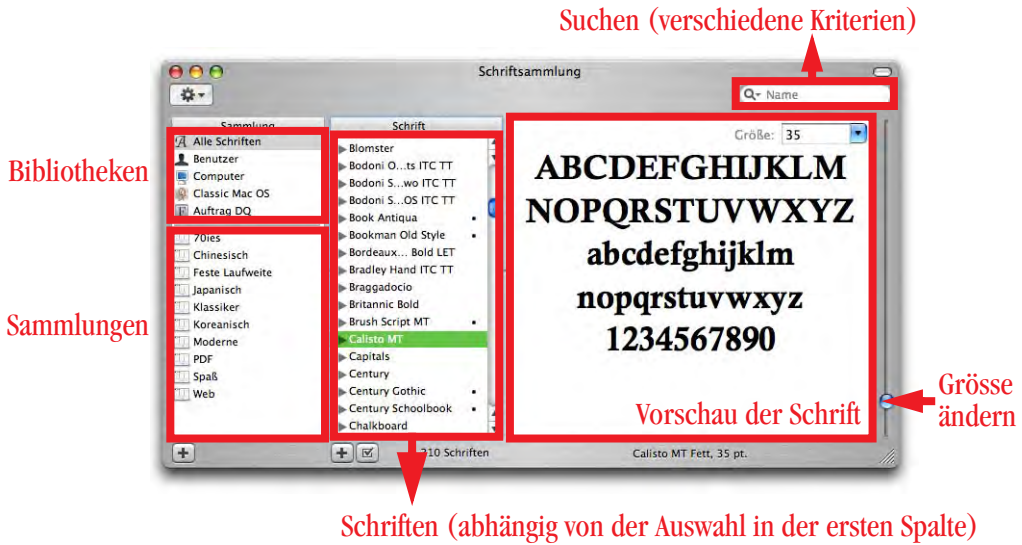 Suchen (verschiedene Kriterien)
Schriftsammlung
Name
Sammlung
Schrift
Größe: 35
Bibliotheken
Alle Schriften
Benutzer
Computer
Classic Mac OS
Auftrag DQ
Sammlungen
70ies
Chinesisch
Feste Laufweite
Japanisch
Klassiker
Koreanisch
Moderne
PDF
Spaß
Web
Blomster
Bodoni O...ts ITC TT
Bodoni S...wo ITC TT
Bodoni S...OS ITC TT
Book Antiqua
Bookman Old Style
Bordeaux... Bold LET
Bradley Hand ITC TT
Braggadocio
Britannic Bold
Brush Script MT
Calisto MT
Capitals
Century
Century Gothic
Century Schoolbook
Chalkboard
ABCDEFGHIJKLM
NOPQRSTUVWXYZ
abcdefghijklm
nopqrstuvwxyz
1234567890
Vorschau der Schrift
Grösse
ändern
Schriften
Calisto MT Fett, 35 pt.
Schriften (abhängig von der Auswahl in der ersten Spalte)